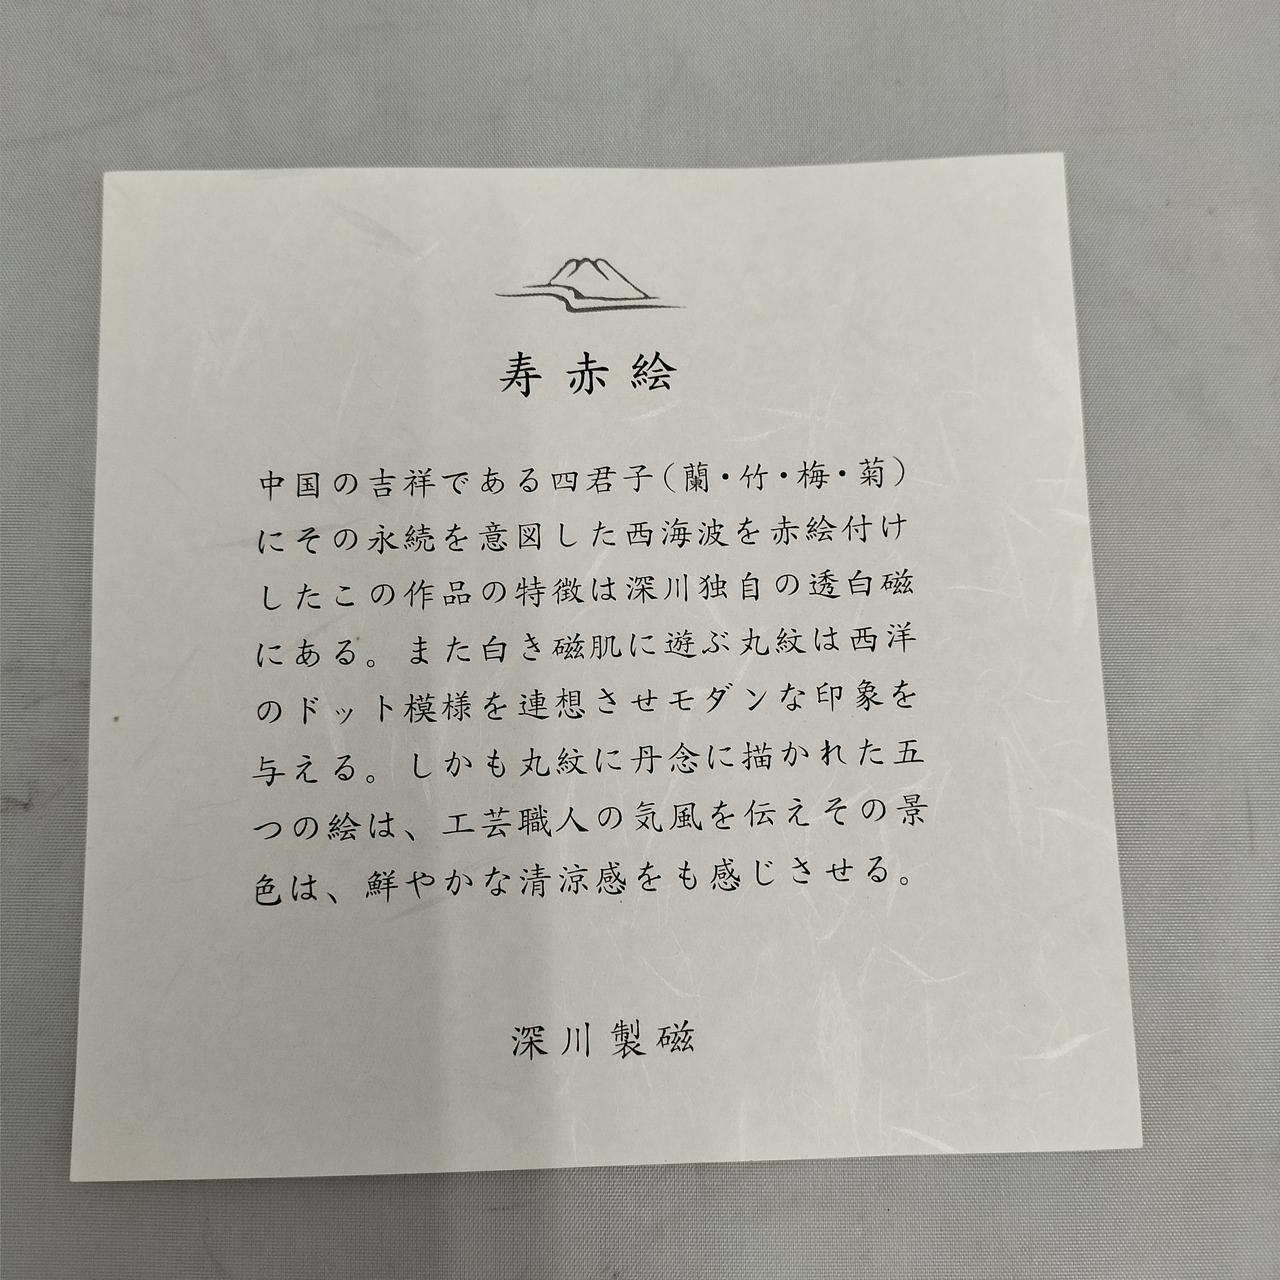 寿赤絵
中国の吉祥である四君子(蘭・竹・梅・菊)
にその永続を意図した西海波を赤絵付け
したこの作品の特徴は深川独自の透白磁
にある。また白き磁肌に遊ぶ丸紋は西洋
のドット模様を連想させモダンな印象を
与える。しかも丸紋に丹念に描かれた五
つの絵は、工芸職人の気風を伝えその景
色は、鮮やかな清涼感をも感じさせる。
深川製磁